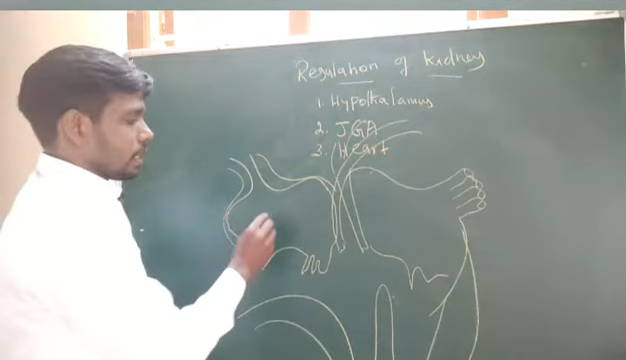 Regulation of kidney
1. Hypothalamus
2. JGA
3. Heart